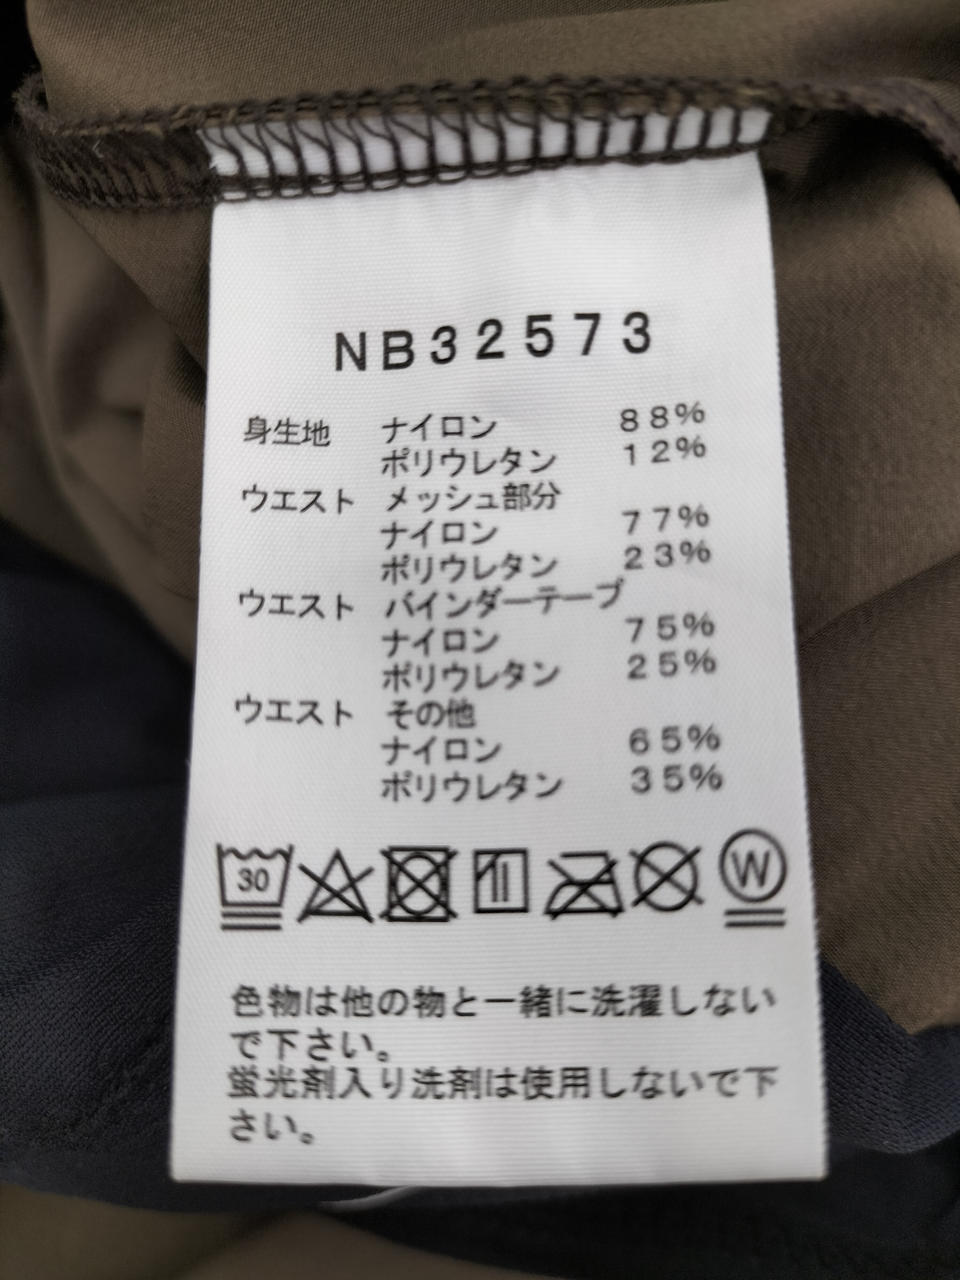 NB32573
身生地 ナイロン 88%
ポリウレタン 12%
ウエスト メッシュ部分
ナイロン 77%
ポリウレタン 23%
ウエスト バインダーテープ
ナイロン 75%
ポリウレタン 25%
ウエスト その他
ナイロン 65%
ポリウレタン 35%
30 W
色物は他の物と一緒に洗濯しない
で下さい。
蛍光剤入り洗剤は使用しないで下
さい。